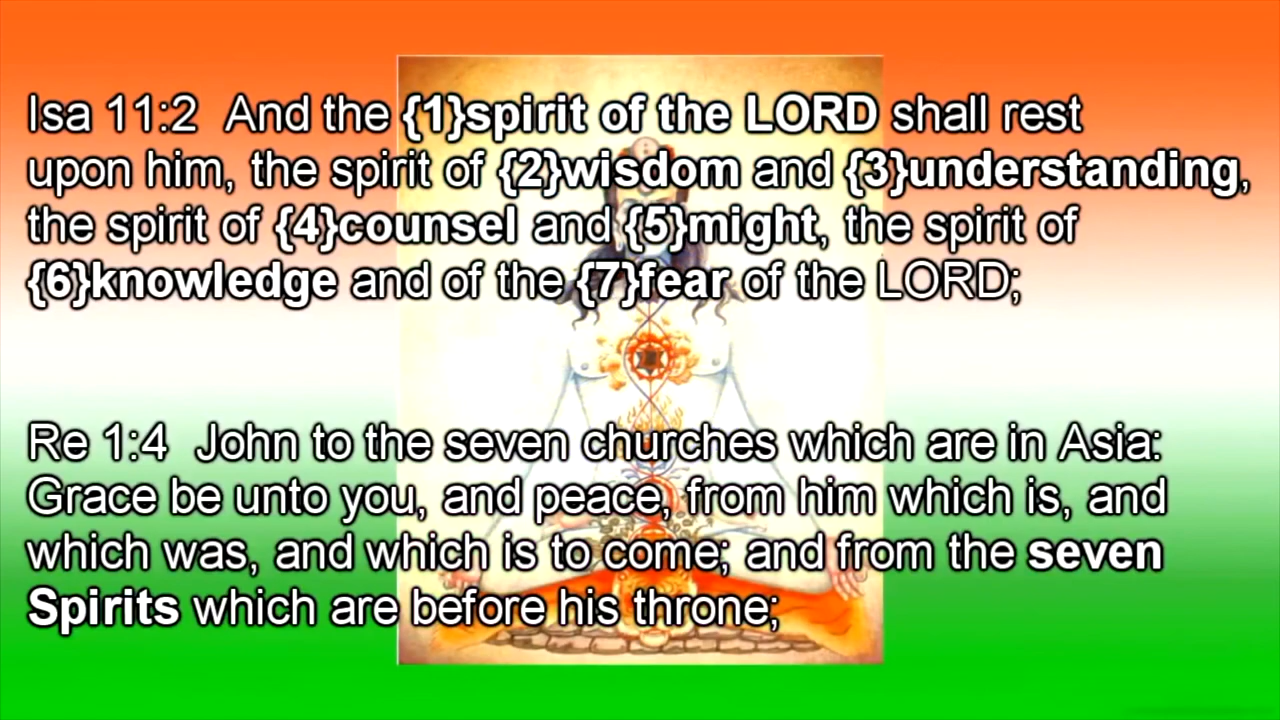 Isa 11:2 And the {1}spirit of the LORD shall rest
upon him, the spirit of {2}wisdom and {3}understanding,
the spirit of {4}counsel and {5}might, the spirit of
{6}knowledge and of the {7}fear of the LORD;
Re 1:4 John to the seven churches which are in Asia:
Grace be unto you, and peace, from him which is, and
which was, and which is to come; and from the seven
Spirits which are before his throne;